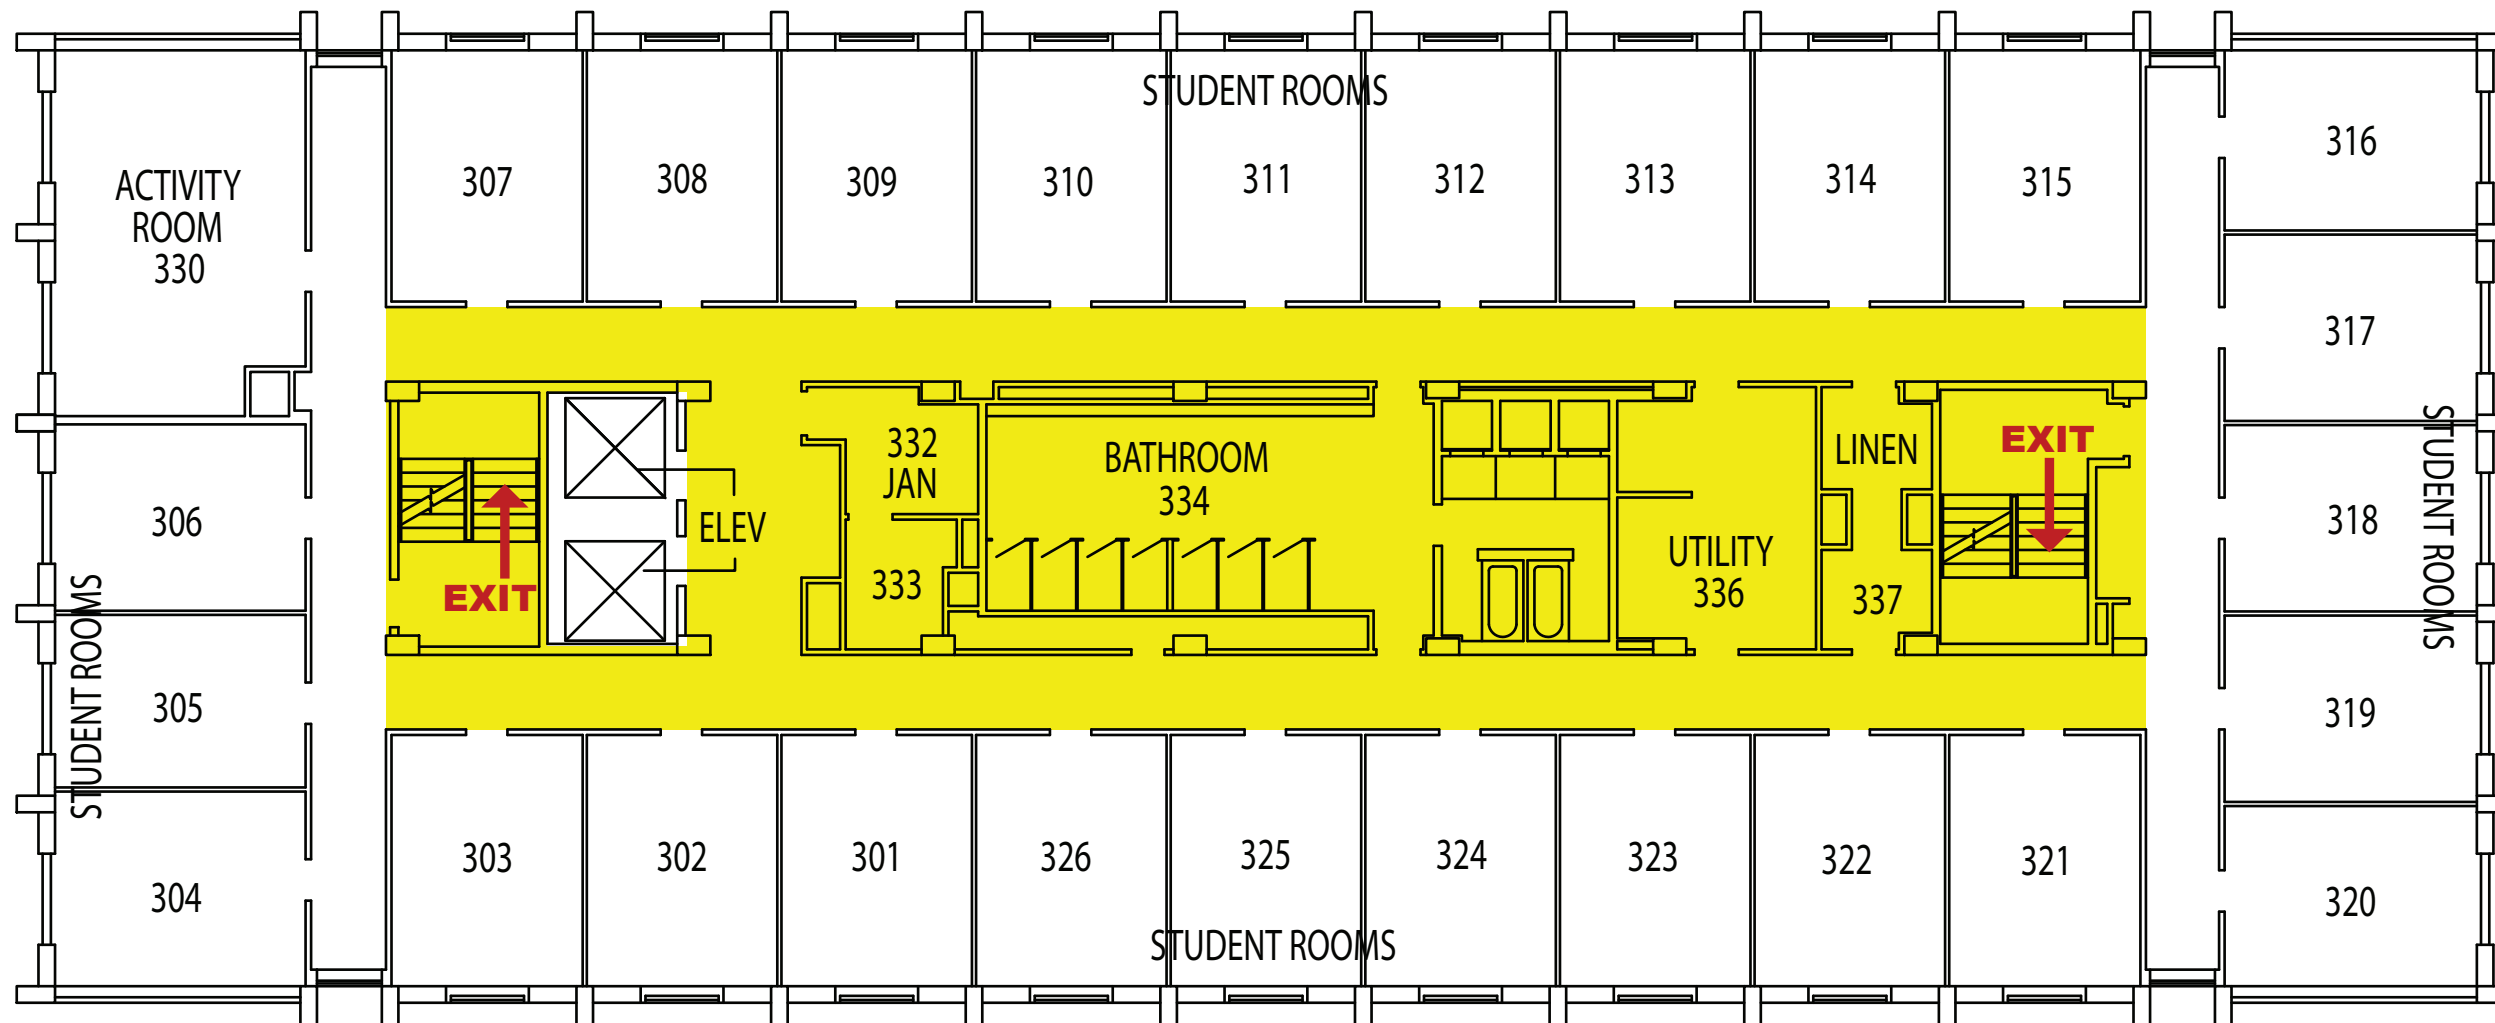 STUDENT ROOMS
ACTIVITY
ROOM
330
307
308
309
310
311
312
313
314
315
316
317
332
JAN
BATHROOM
334
LINEN
EXIT
ELEV
UTILITY
336
333
337
EXIT
306
305
304
STUDENT ROOMS
318
319
320
STUDENT ROOMS
303
302
301
326
325
324
323
322
321
STUDENT ROOMS